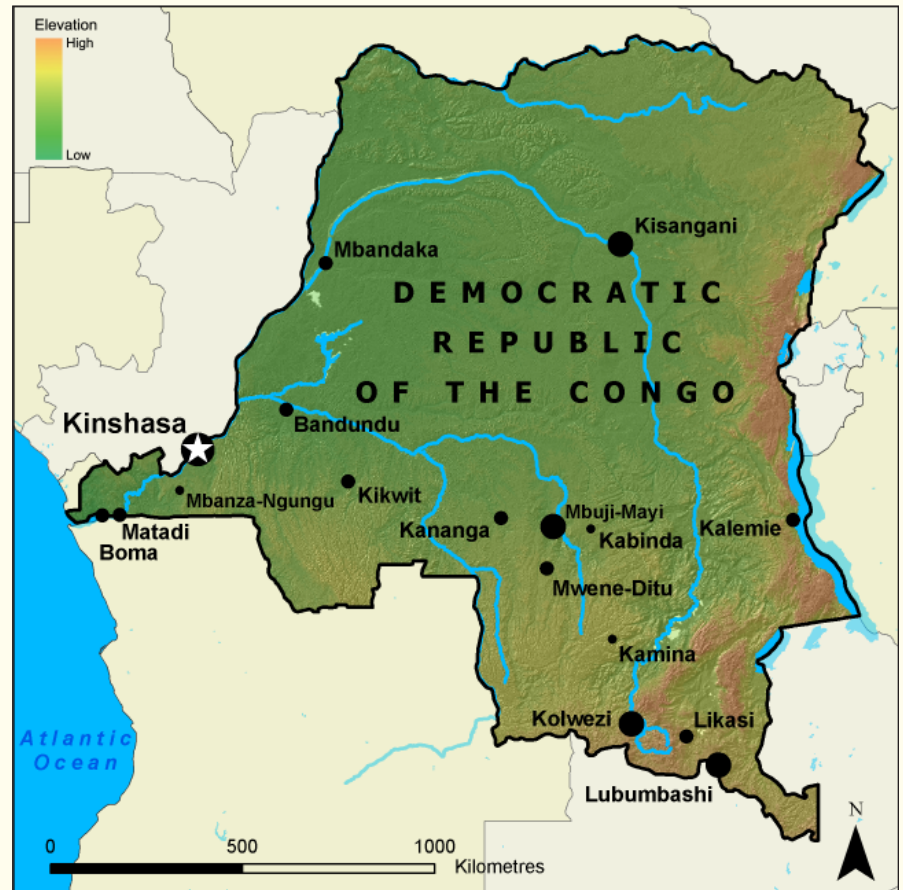 Elevation
High
Low
Kisangani
Mbandaka
DEMOCRATIC
REPUBLIC
OF THE CONGO
Kinshasa
Bandundu
Mbanza-Ngungu
Kikwit
Matadi
Boma
Kananga
Mbuji-Mayi
Kabinda
Kalemie
Mwene-Ditu
Kamina
Kolwezi
Likasi
Lubumbashi
Atlantic
Ocean
N
0 500 1000
Kilometres